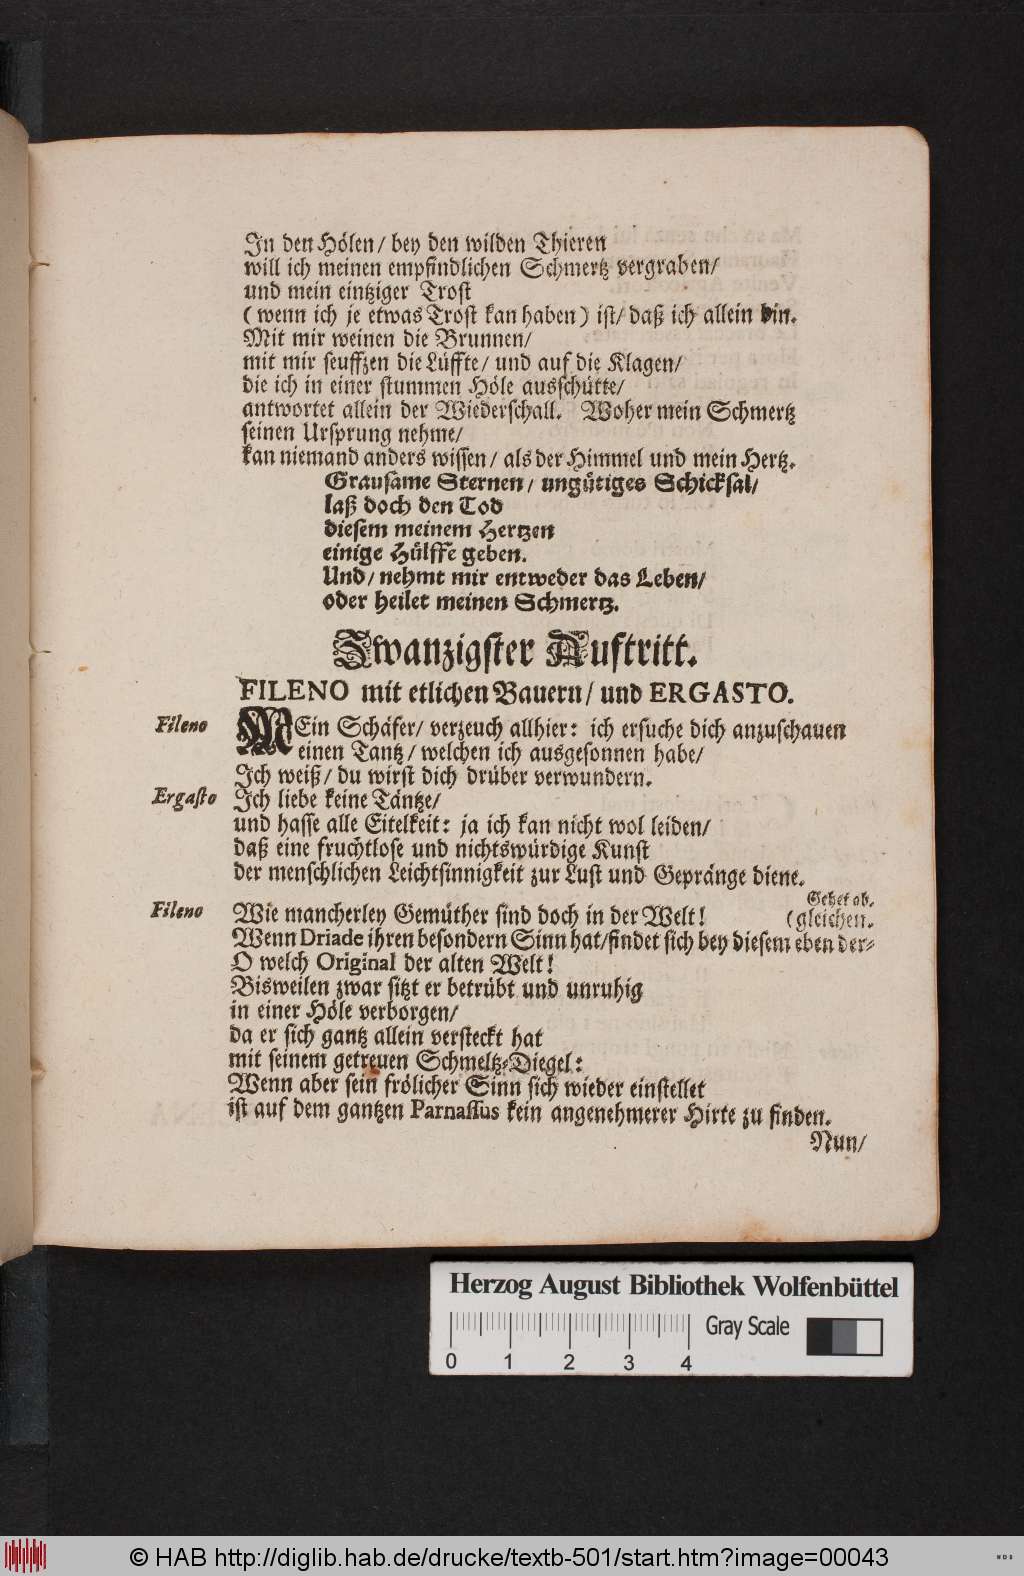 In den Hölen/ bey den wilden Thieren
will ich meinen empfindlichen Schmertz vergraben/
und mein eintziger Trost
( wenn ich je etwas Trost kan haben ) ist/ daß ich allein bin.
Mit mir weinen die Brunnen/
mit mir seuffzen die Lüffte/ und auf die Klagen/
die ich in einer stummen Höle ausschütte/
antwortet allein der Wiederschall. Woher mein Schmertz
seinen Ursprung nehme/
kan niemand anders wissen/ als der Himmel und mein Hertz.
Grausame Sternen/ ungütiges Schicksal/
laß doch den Tod
diesem meinem Hertzen
einige Hülffe geben.
Und/ nehmt mir entweder das Leben/
oder heilet meinen Schmertz.
Zwanzigster Auftritt.
FILENO mit etlichen Bauern/ und ERGASTO.
Fileno MEin Schäfer/ verzeuch allhier: ich ersuche dich anzuschauen
einen Tantz/ welchen ich ausgesonnen habe/
Ich weiß/ du wirst dich drüber verwundern.
Ergasto Ich liebe keine Täntze/
und hasse alle Eitelkeit: ja ich kan nicht wol leiden/
daß eine fruchtlose und nichtswürdige Kunst
der menschlichen Leichtsinnigkeit zur Lust und Gepränge diene.
Gehet ab.
Fileno Wie mancherley Gemüther sind doch in der Welt! (gleichen.
Wenn Driade ihren besondern Sinn hat/findet sich bey diesem eben der-
O welch Original der alten Welt!
Bisweilen zwar sitzt er betrübt und unruhig
in einer Höle verborgen/
da er sich gantz allein versteckt hat
mit seinem getreuen Schmeltz-Diegel:
Wenn aber sein frölicher Sinn sich wieder einstellet
ist auf dem gantzen Parnassus kein angenehmerer Hirte zu finden.
Nun/
Herzog August Bibliothek Wolfenbüttel
Gray Scale
0 1 2 3 4
© HAB http://diglib.hab.de/drucke/textb-501/start.htm?image=00043